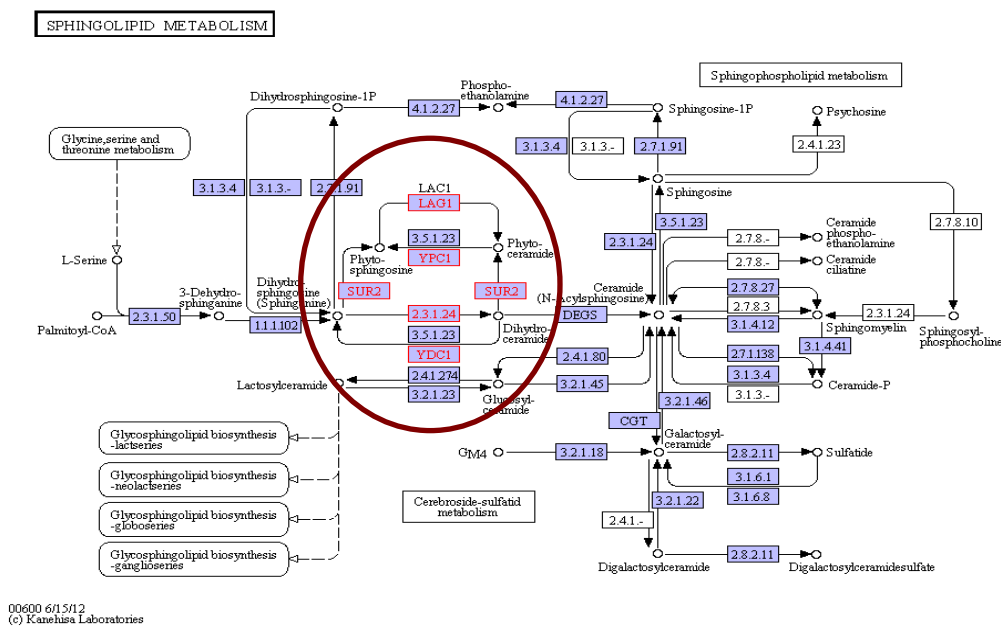 SPHINGOLIPID METABOLISM
Sphingophospholipid metabolism
Phospho-
ethanolamine
Dihydrosphingosine-1P
4.1.2.27
4.1.2.27
Sphingosine-1P
Psychosine
Glycine,serine and
threonine metabolism
3.1.3.4
3.1.3.-
2.7.1.91
2.4.1.23
3.1.3.4
3.1.3.-
2.7.1.91
LAC1
LAG1
Sphingosine
3.5.1.23
YPC1
Phyto-
sphingosine
Phyto-
ceramide
2.3.1.24
3.5.1.23
2.7.8.-
Ceramide
phospho-
ethanolamine
2.7.8.10
L-Serine
2.7.8.-
Ceramide
ciliatine
3-Dehydro-
sphinganine
Dihydro-
sphingosine
(Sphinganine)
SUR2
SUR2
Ceramide
(N-Acylsphingosine)
2.7.8.27
2.7.8.3
Palmitoyl-CoA
2.3.1.50
1.1.1.102
2.3.1.24
3.5.1.23
YDC1
Dihydro-
ceramide
DEGS
3.1.4.12
Sphingomyelin
2.3.1.24
Sphingosyl-
phosphocholine
3.1.4.41
2.4.1.80
2.7.1.138
Lactosylceramide
2.4.1.274
3.2.1.23
Glucosyl-
ceramide
3.2.1.45
3.1.3.4
3.1.3.-
Ceramide-P
3.2.1.46
CGT
Glycosphingolipid biosynthesis
-lactseries
GM4
3.2.1.18
Galactosyl-
ceramide
2.8.2.11
Sulfatide
3.1.6.1
3.1.6.8
Glycosphingolipid biosynthesis
-neolactseries
Cerebroside-sulfatid
metabolism
3.2.1.22
2.4.1.-
Glycosphingolipid biosynthesis
-globoseries
Glycosphingolipid biosynthesis
-ganglioseries
2.8.2.11
Digalactosylceramide
Digalactosylceramidesulfate
00600 6/15/12
(c) Kanehisa Laboratories